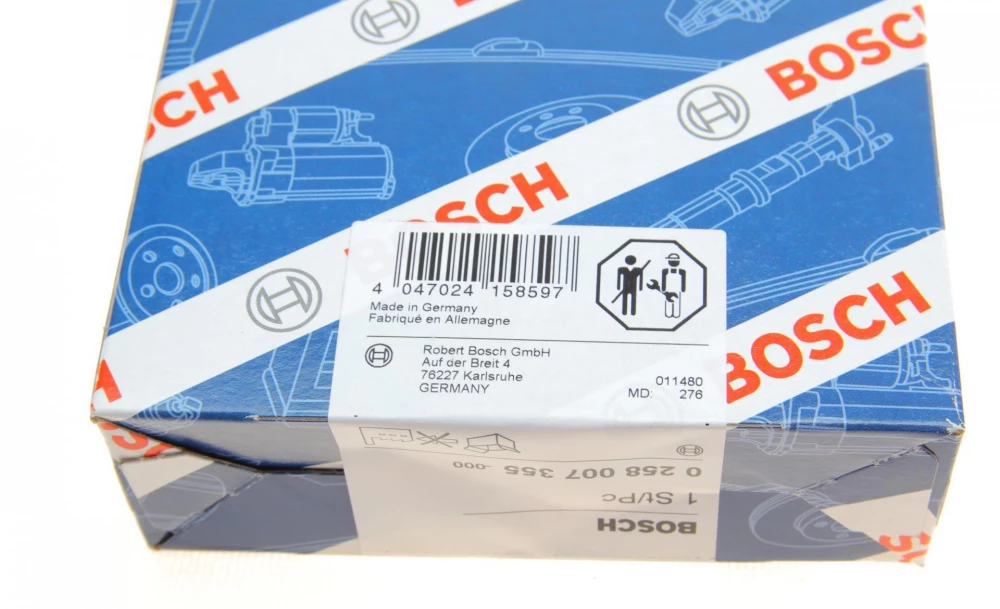 BOSCH
BOSCH
BOSCH
4 047024 158597
Made in Germany
Fabriqué en Allemagne
Robert Bosch GmbH
Auf der Breit 4
76227 Karlsruhe
GERMANY
011480
MD: 276
BOSCH
0 258 007 355 -000
1 St/Pc
BOSCH